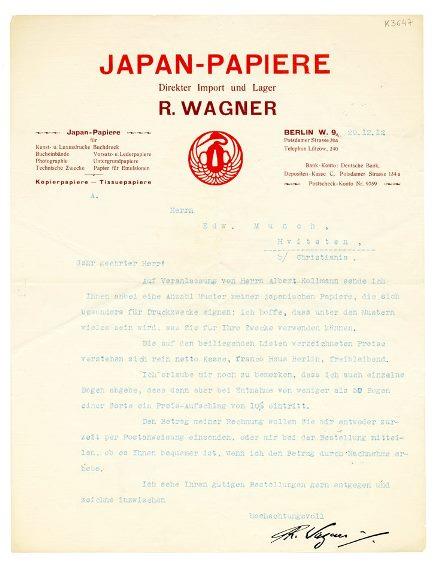 K3647
JAPAN-PAPIERE
Direkter Import und Lager
R. WAGNER
Japan-Papiere
für
Kunst- u. Luxusdrucke Buchdruck
Bucheinbände Vorsatz- u. Lederpapiere
Photographie Untergrundpapiere
Technische Zwecke Papier für Emulsionen
Kopierpapiere — Tissuepapiere
BERLIN W. 9, 20.12.12
Potsdamer Strasse
Telephon Lützow, 240
Bank-Konto: Deutsche Bank,
Depositen-Kasse C, Potsdamer Strasse 134a
Postscheck-Konto Nr. 9769
A.
Herrn
Edw. Munch,
Hvitsten,
b/ Christiania.
Sehr geehrter Herr!
Auf Veranlassung von Herrn Albert Kollmann sende ich
Ihnen anbei eine Anzahl Muster meiner japanischen Papiere, die sich
besonders für Druckzwecke eignen; ich hoffe, dass unter den Mustern
vieles sein wird, was Sie für Ihre Zwecke verwenden können.
Die auf den beiliegenden Listen verzeichneten Preise
verstehen sich rein netto Kasse, franco Haus Berlin, freibleibend.
Ich erlaube mir noch zu bemerken, dass ich auch einzelne
Bogen abgebe, dass dann aber bei Entnahme von weniger als 50 Bogen
einer Sorte ein Preis-Aufschlag von 10% eintritt.
Den Betrag meiner Rechnung wollen Sie mir entweder zur-
zeit per Postanweisung einsenden, oder mir bei der Bestellung mittei-
len, ob es Ihnen bequemer ist, wenn ich den Betrag durch Nachnahme er-
hebe.
Ich sehe Ihren gütigen Bestellungen gern entgegen und
zeichne inzwischen
Hochachtungsvoll
R. Wagner